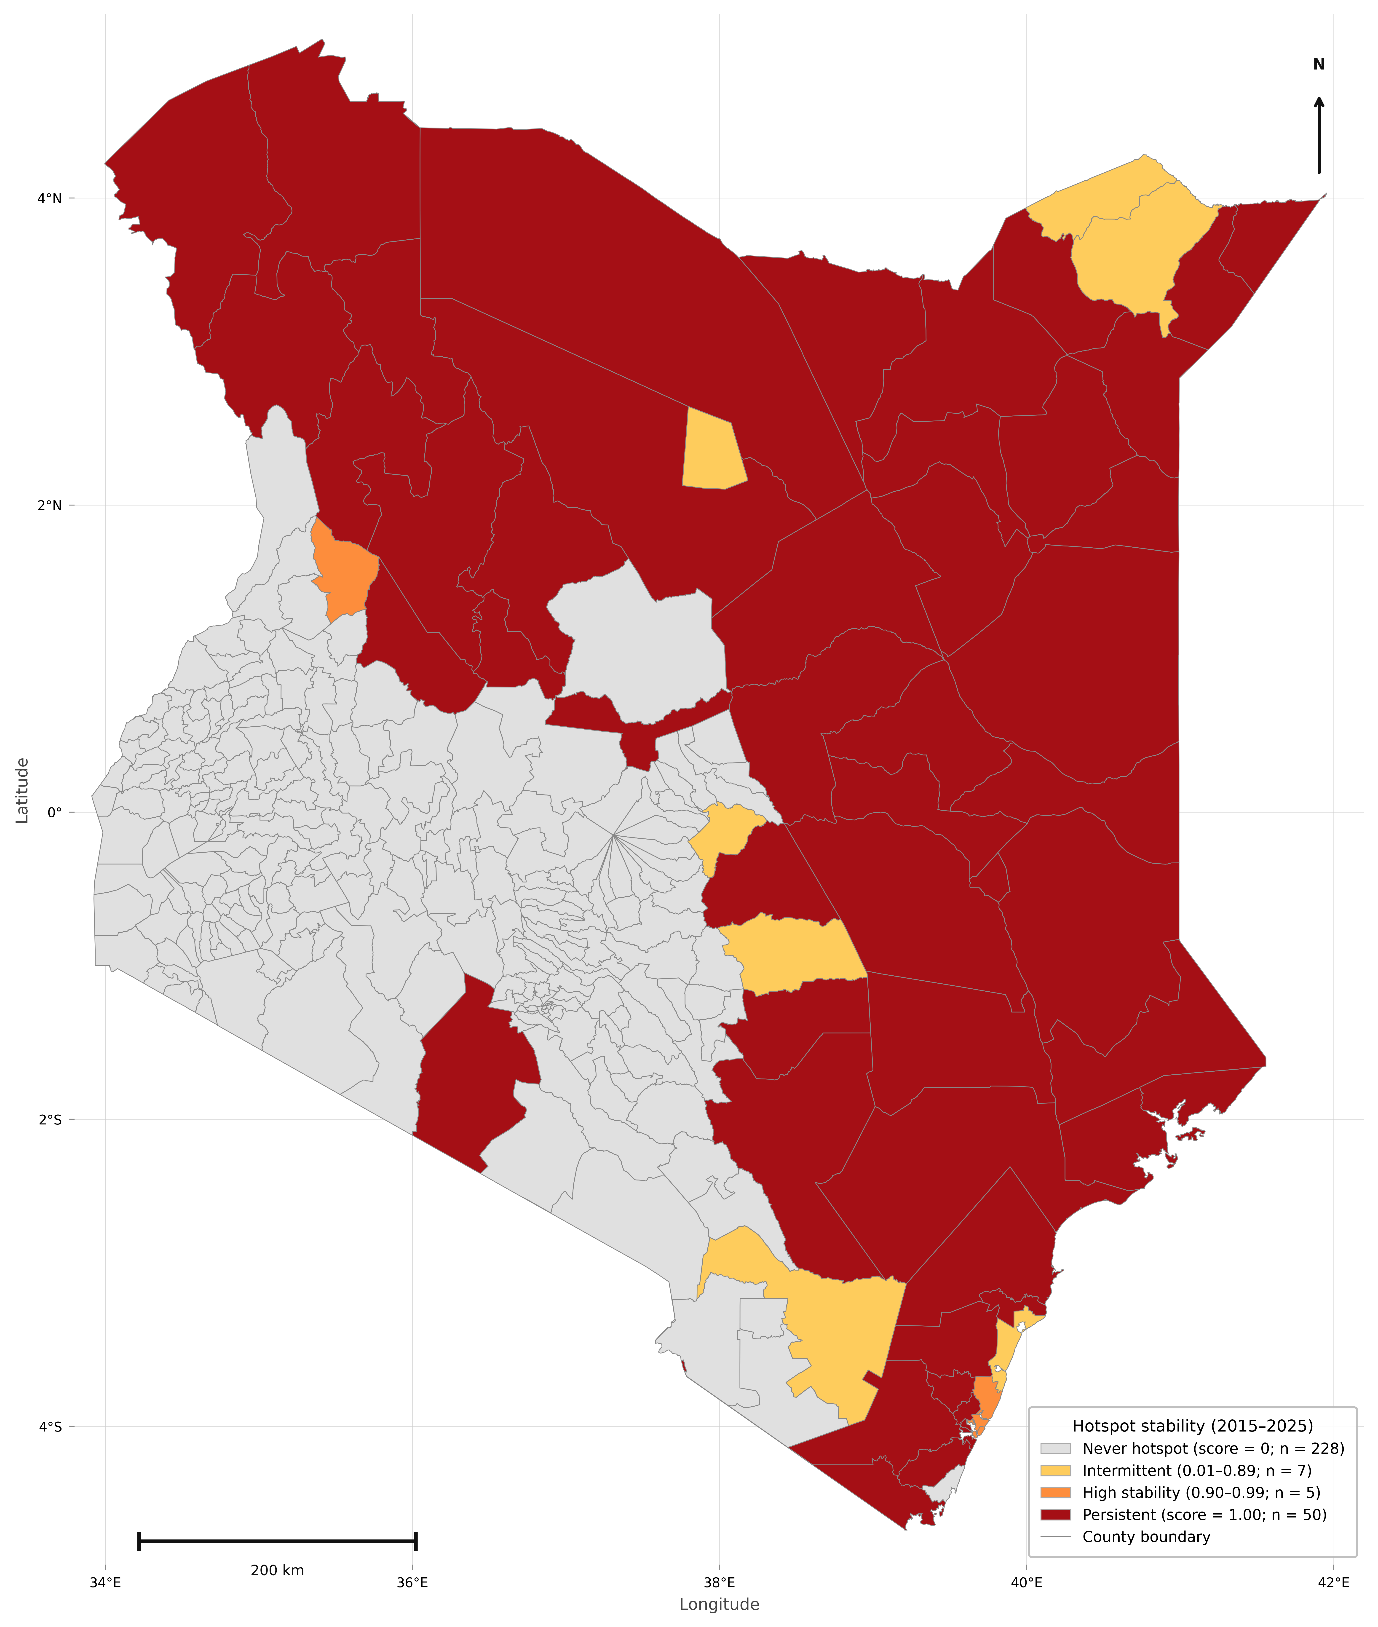 N
4°N
2°N
0°
2°S
4°S
Latitude
Hotspot stability (2015–2025)
Never hotspot (score = 0; n = 228)
Intermittent (0.01–0.89; n = 7)
High stability (0.90–0.99; n = 5)
Persistent (score = 1.00; n = 50)
County boundary
200 km
34°E
36°E
38°E
40°E
42°E
Longitude